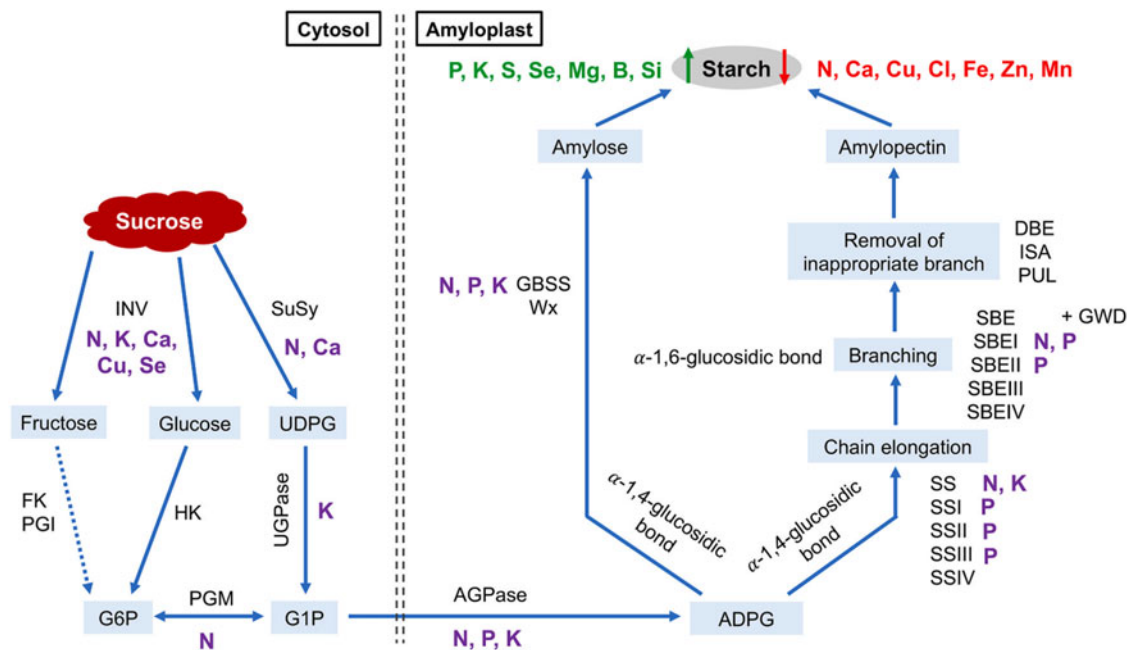 Cytosol
Amyloplast
P, K, S, Se, Mg, B, Si
Starch
N, Ca, Cu, Cl, Fe, Zn, Mn
Amylose
Amylopectin
Sucrose
Removal of
inappropriate branch
DBE
ISA
PUL
N, P, K
GBSS
Wx
INV
N, K, Ca,
Cu, Se
SuSy
N, Ca
α-1,6-glucosidic bond
Branching
SBE
+ GWD
SBEI
N, P
SBEII
P
SBEIII
SBEIV
Fructose
Glucose
UDPG
Chain elongation
FK
PGI
HK
UGPase
K
α-1,4-glucosidic
bond
α-1,4-glucosidic
bond
SS
N, K
SSI
P
SSII
P
SSIII
P
SSIV
G6P
PGM
N
G1P
AGPase
N, P, K
ADPG